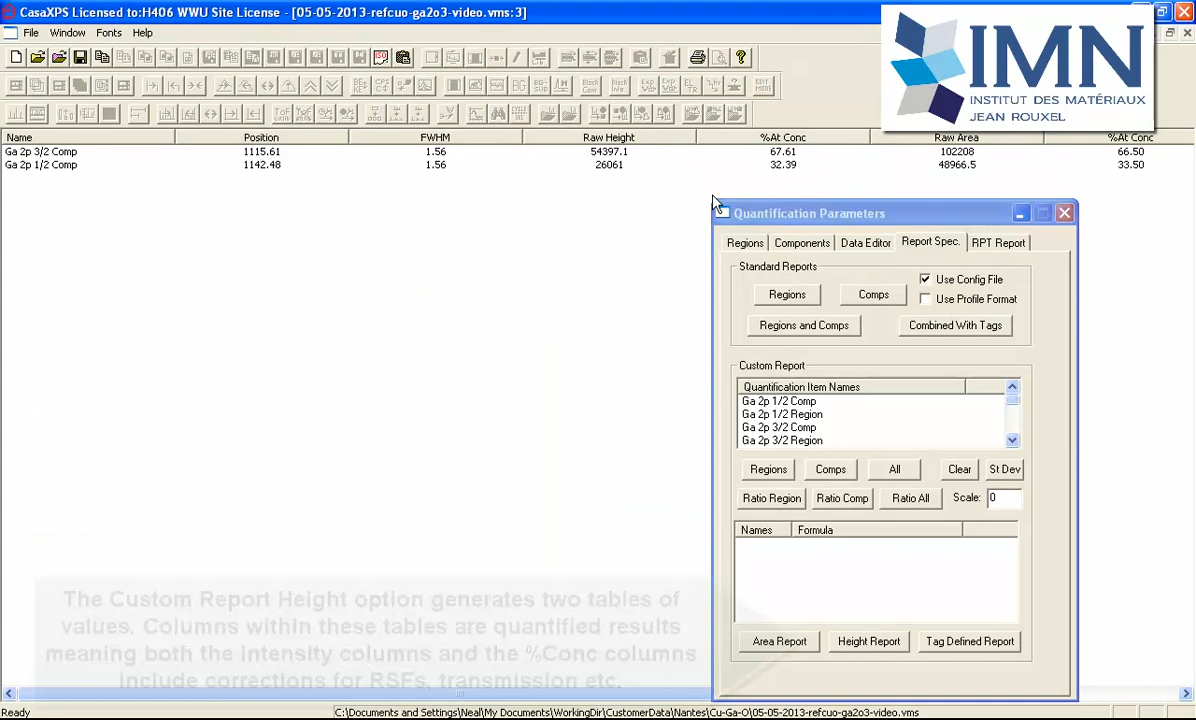 CasaXPS Licensed to:H406 WWU Site License - [05-05-2013-refcuo-ga2o3-video.vms:3]
File Window Fonts Help
IMN
INSTITUT DES MATÉRIAUX
JEAN ROUXEL
Name Position FWHM Raw Height %At Conc Raw Area %At Conc
Ga 2p 3/2 Comp 1115.61 1.56 54397.1 67.61 102208 66.50
Ga 2p 1/2 Comp 1142.48 1.56 26061 32.39 48966.5 33.50
Quantification Parameters
Regions Components Data Editor Report Spec. RPT Report
Standard Reports
Regions Comps Use Config File
Use Profile Format
Regions and Comps Combined With Tags
Custom Report
Quantification Item Names
Ga 2p 1/2 Comp
Ga 2p 1/2 Region
Ga 2p 3/2 Comp
Ga 2p 3/2 Region
Regions Comps All Clear St Dev
Ratio Region Ratio Comp Ratio All Scale: 0
Names Formula
Area Report Height Report Tag Defined Report
The Custom Report Height option generates two tables of
values. Columns within these tables are quantified results
meaning both the intensity columns and the %Conc columns
include corrections for RSFs, transmission etc.
Ready C:\Documents and Settings\Neal\My Documents\WorkingDir\CustomerData\Nantes\Cu-Ga-O\05-05-2013-refcuo-ga2o3-video.vms